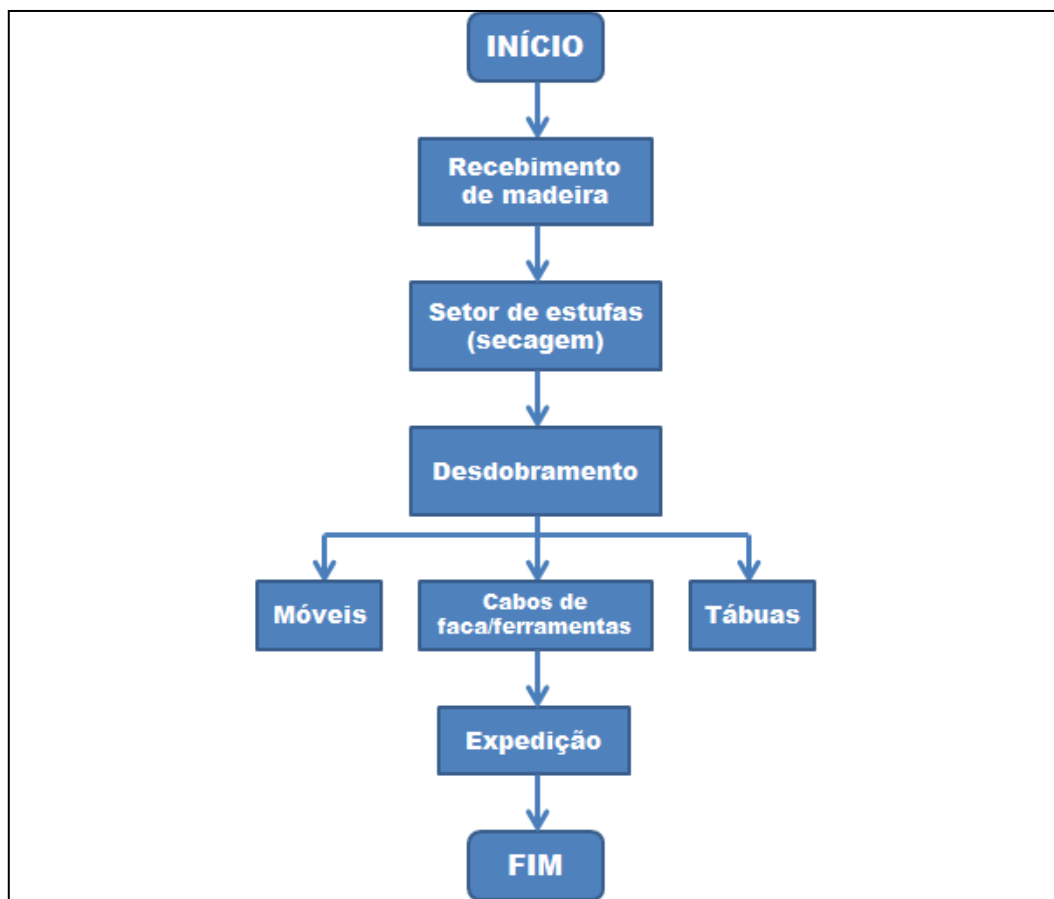 INÍCIO
Recebimento
de madeira
Setor de estufas
(secagem)
Desdobramento
Móveis
Cabos de
faca/ferramentas
Tábuas
Expedição
FIM